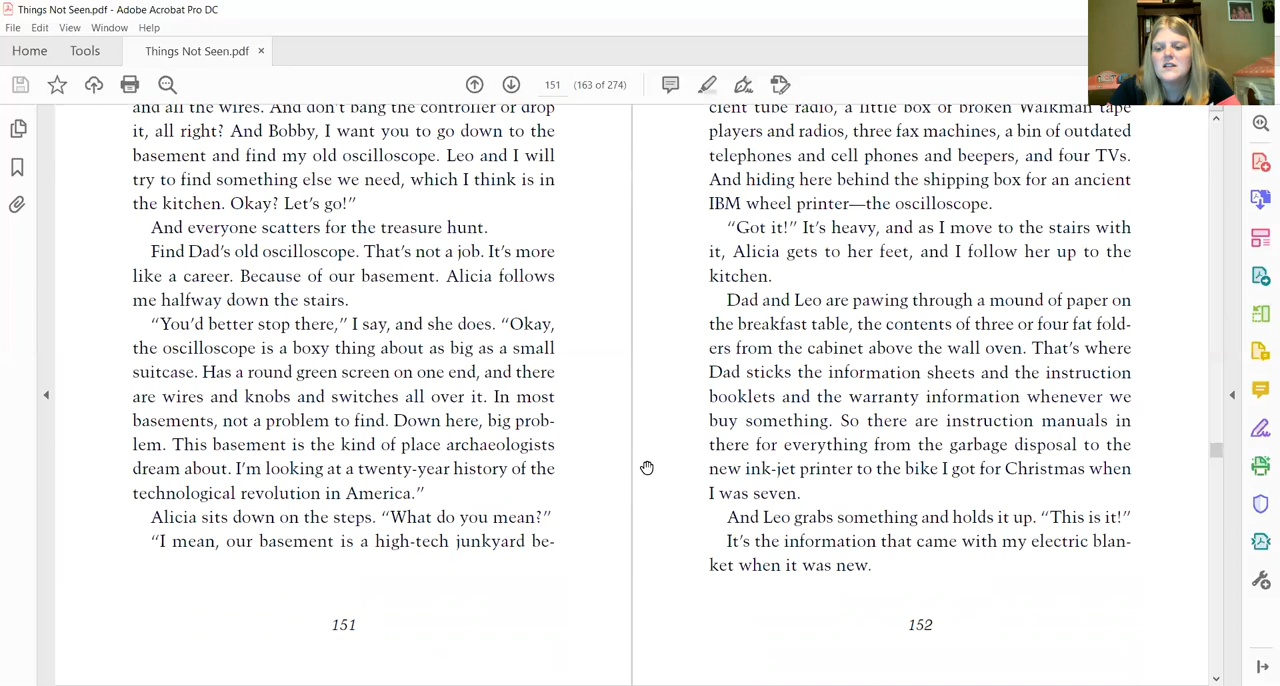 Things Not Seen.pdf - Adobe Acrobat Pro DC
File Edit View Window Help
Home Tools Things Not Seen.pdf ×
151 (163 of 274)
and all the wires. And don't bang the controller or drop
it, all right? And Bobby, I want you to go down to the
basement and find my old oscilloscope. Leo and I will
try to find something else we need, which I think is in
the kitchen. Okay? Let's go!”
And everyone scatters for the treasure hunt.
Find Dad's old oscilloscope. That's not a job. It's more
like a career. Because of our basement. Alicia follows
me halfway down the stairs.
“You'd better stop there,” I say, and she does. “Okay,
the oscilloscope is a boxy thing about as big as a small
suitcase. Has a round green screen on one end, and there
are wires and knobs and switches all over it. In most
basements, not a problem to find. Down here, big prob-
lem. This basement is the kind of place archaeologists
dream about. I'm looking at a twenty-year history of the
technological revolution in America.”
Alicia sits down on the steps. “What do you mean?”
“I mean, our basement is a high-tech junkyard be-
151
cient tube radio, a little box of broken Walkman tape
players and radios, three fax machines, a bin of outdated
telephones and cell phones and beepers, and four TVs.
And hiding here behind the shipping box for an ancient
IBM wheel printer—the oscilloscope.
“Got it!” It's heavy, and as I move to the stairs with
it, Alicia gets to her feet, and I follow her up to the
kitchen.
Dad and Leo are pawing through a mound of paper on
the breakfast table, the contents of three or four fat fold-
ers from the cabinet above the wall oven. That's where
Dad sticks the information sheets and the instruction
booklets and the warranty information whenever we
buy something. So there are instruction manuals in
there for everything from the garbage disposal to the
new ink-jet printer to the bike I got for Christmas when
I was seven.
And Leo grabs something and holds it up. “This is it!”
It's the information that came with my electric blan-
ket when it was new.
152